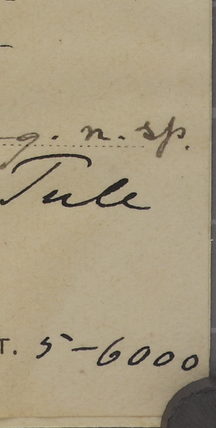 g. n. sp.
Tule
T. 5-6000